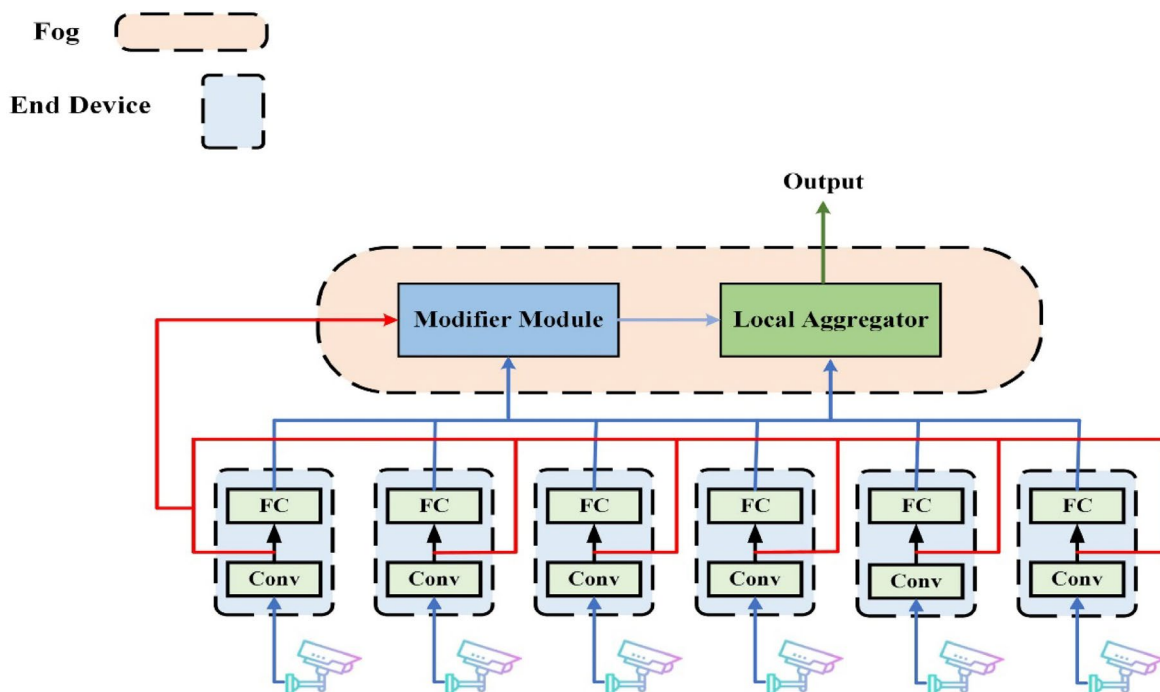 Fog
End Device
Output
Modifier Module
Local Aggregator
FC
FC
FC
FC
FC
FC
Conv
Conv
Conv
Conv
Conv
Conv